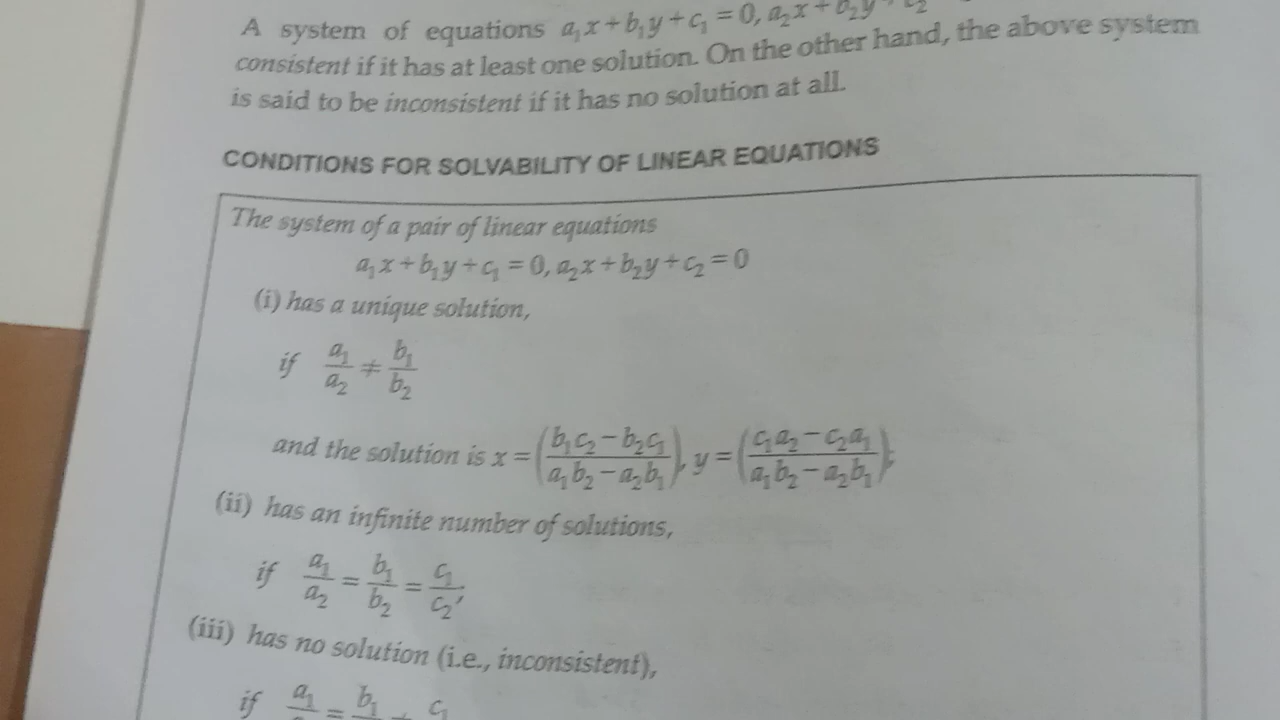 A system of equations a₁x + b₁y + c₁ = 0, a₂x + b₂y + c₂
consistent if it has at least one solution. On the other hand, the above system
is said to be inconsistent if it has no solution at all.
CONDITIONS FOR SOLVABILITY OF LINEAR EQUATIONS
The system of a pair of linear equations
a₁x + b₁y + c₁ = 0, a₂x + b₂y + c₂ = 0
(i) has a unique solution,
if a₁/a₂ ≠ b₁/b₂
and the solution is x = ((b₁c₂ − b₂c₁)/(a₁b₂ − a₂b₁)), y = ((c₁a₂ − c₂a₁)/(a₁b₂ − a₂b₁));
(ii) has an infinite number of solutions,
if a₁/a₂ = b₁/b₂ = c₁/c₂,
(iii) has no solution (i.e., inconsistent),
if a₁ = b₁ c₁